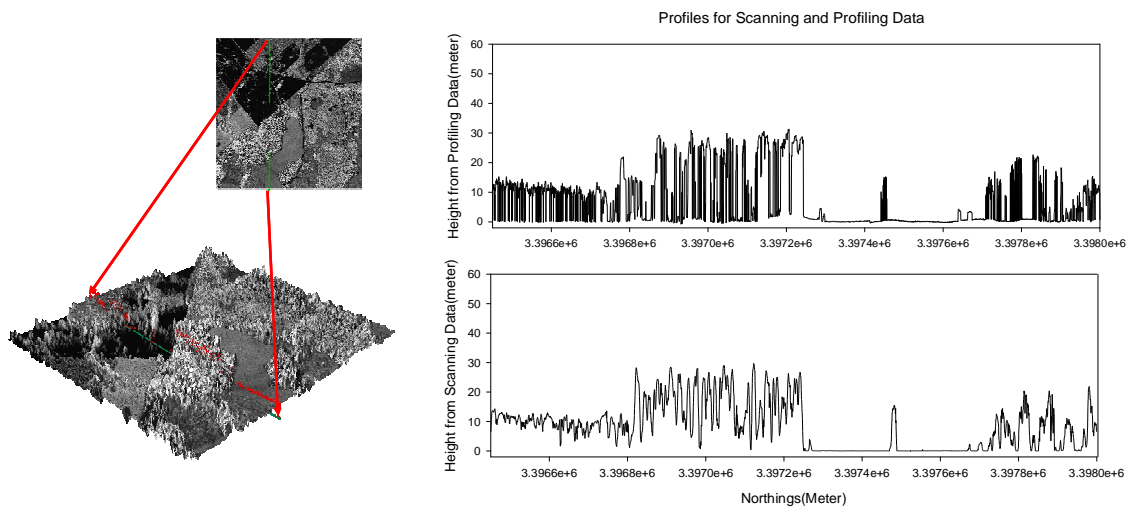 Profiles for Scanning and Profiling Data
Height from Profiling Data(meter)
60
50
40
30
20
10
0
3.3966e+6 3.3968e+6 3.3970e+6 3.3972e+6 3.3974e+6 3.3976e+6 3.3978e+6 3.3980e+6
Height from Scanning Data(meter)
60
50
40
30
20
10
0
3.3966e+6 3.3968e+6 3.3970e+6 3.3972e+6 3.3974e+6 3.3976e+6 3.3978e+6 3.3980e+6
Northings(Meter)